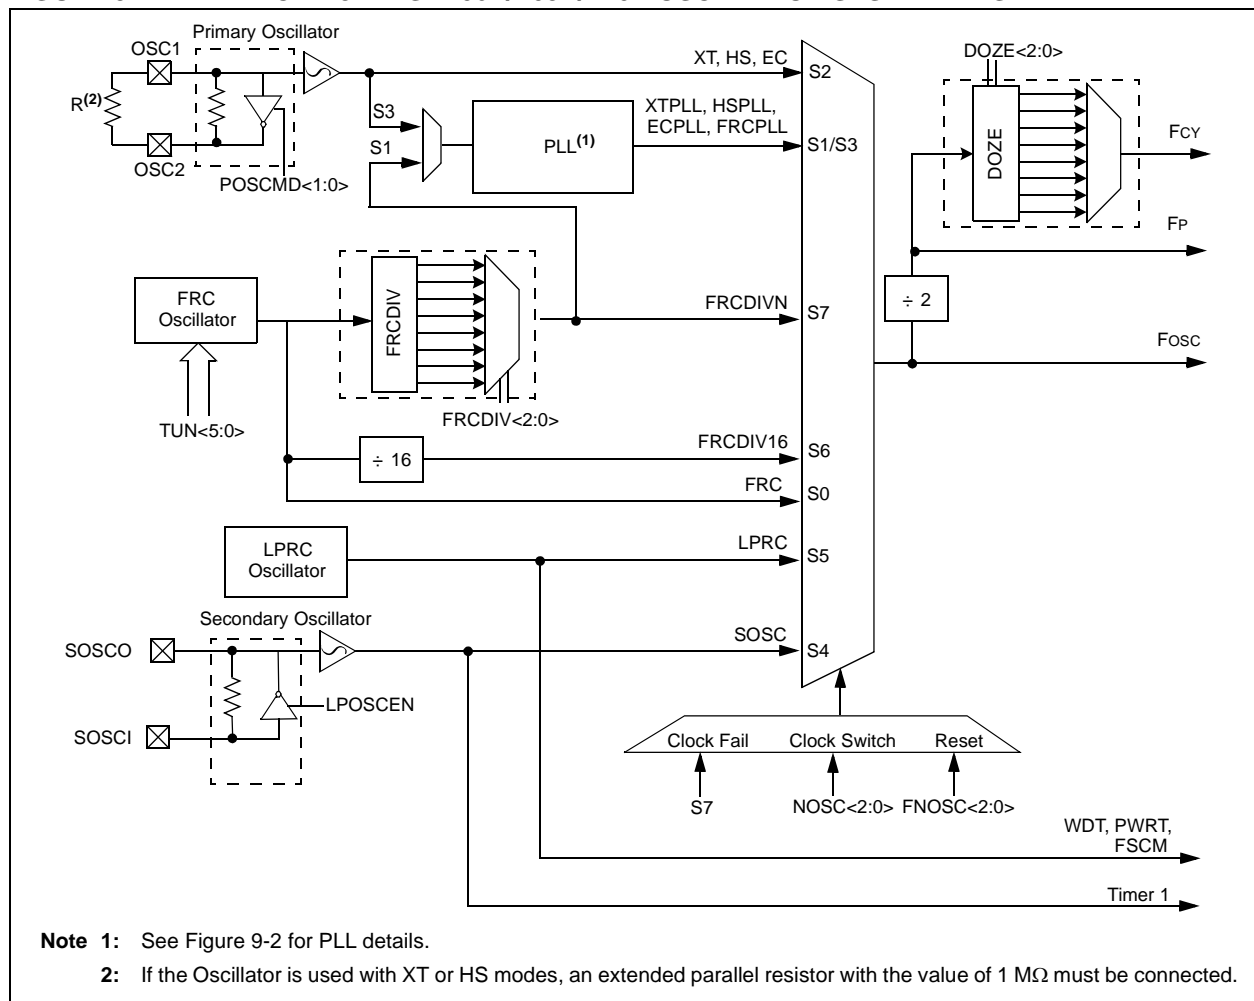 Primary Oscillator
OSC1
R(2)
OSC2
POSCMD<1:0>
S3
S1
PLL(1)
XT, HS, EC
XTPLL, HSPLL,
ECPLL, FRCPLL
S2
S1/S3
DOZE<2:0>
DOZE
FCY
FP
÷ 2
FOSC
FRC
Oscillator
TUN<5:0>
FRCDIV
FRCDIV<2:0>
FRCDIVN
S7
÷ 16
FRCDIV16
S6
FRC
S0
LPRC
Oscillator
LPRC
S5
Secondary Oscillator
SOSCO
SOSCI
LPOSCEN
SOSC
S4
Clock Fail Clock Switch Reset
S7 NOSC<2:0> FNOSC<2:0>
WDT, PWRT,
FSCM
Timer 1
Note 1: See Figure 9-2 for PLL details.
2: If the Oscillator is used with XT or HS modes, an extended parallel resistor with the value of 1 MΩ must be connected.